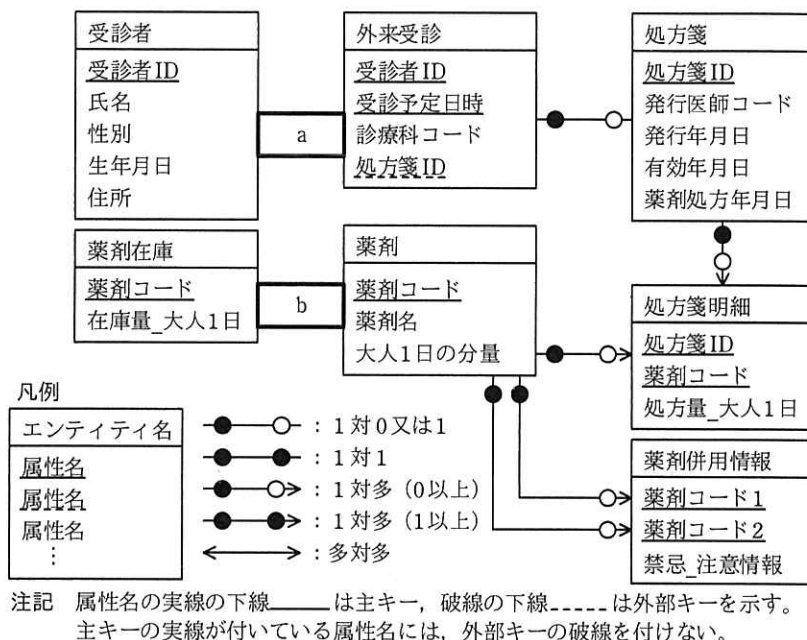 受診者
受診者ID
氏名
性別
生年月日
住所
a
外来受診
受診者ID
受診予定日時
診療科コード
処方箋ID
処方箋
処方箋ID
発行医師コード
発行年月日
有効年月日
薬剤処方年月日
薬剤在庫
薬剤コード
在庫量_大人1日
b
薬剤
薬剤コード
薬剤名
大人1日の分量
処方箋明細
処方箋ID
薬剤コード
処方量_大人1日
薬剤併用情報
薬剤コード1
薬剤コード2
禁忌_注意情報
凡例
エンティティ名
属性名
属性名
属性名
⋮
：1対0又は1
：1対1
：1対多（0以上）
：1対多（1以上）
：多対多
注記　属性名の実線の下線____は主キー，破線の下線-----は外部キーを示す。
主キーの実線が付いている属性名には，外部キーの破線を付けない。